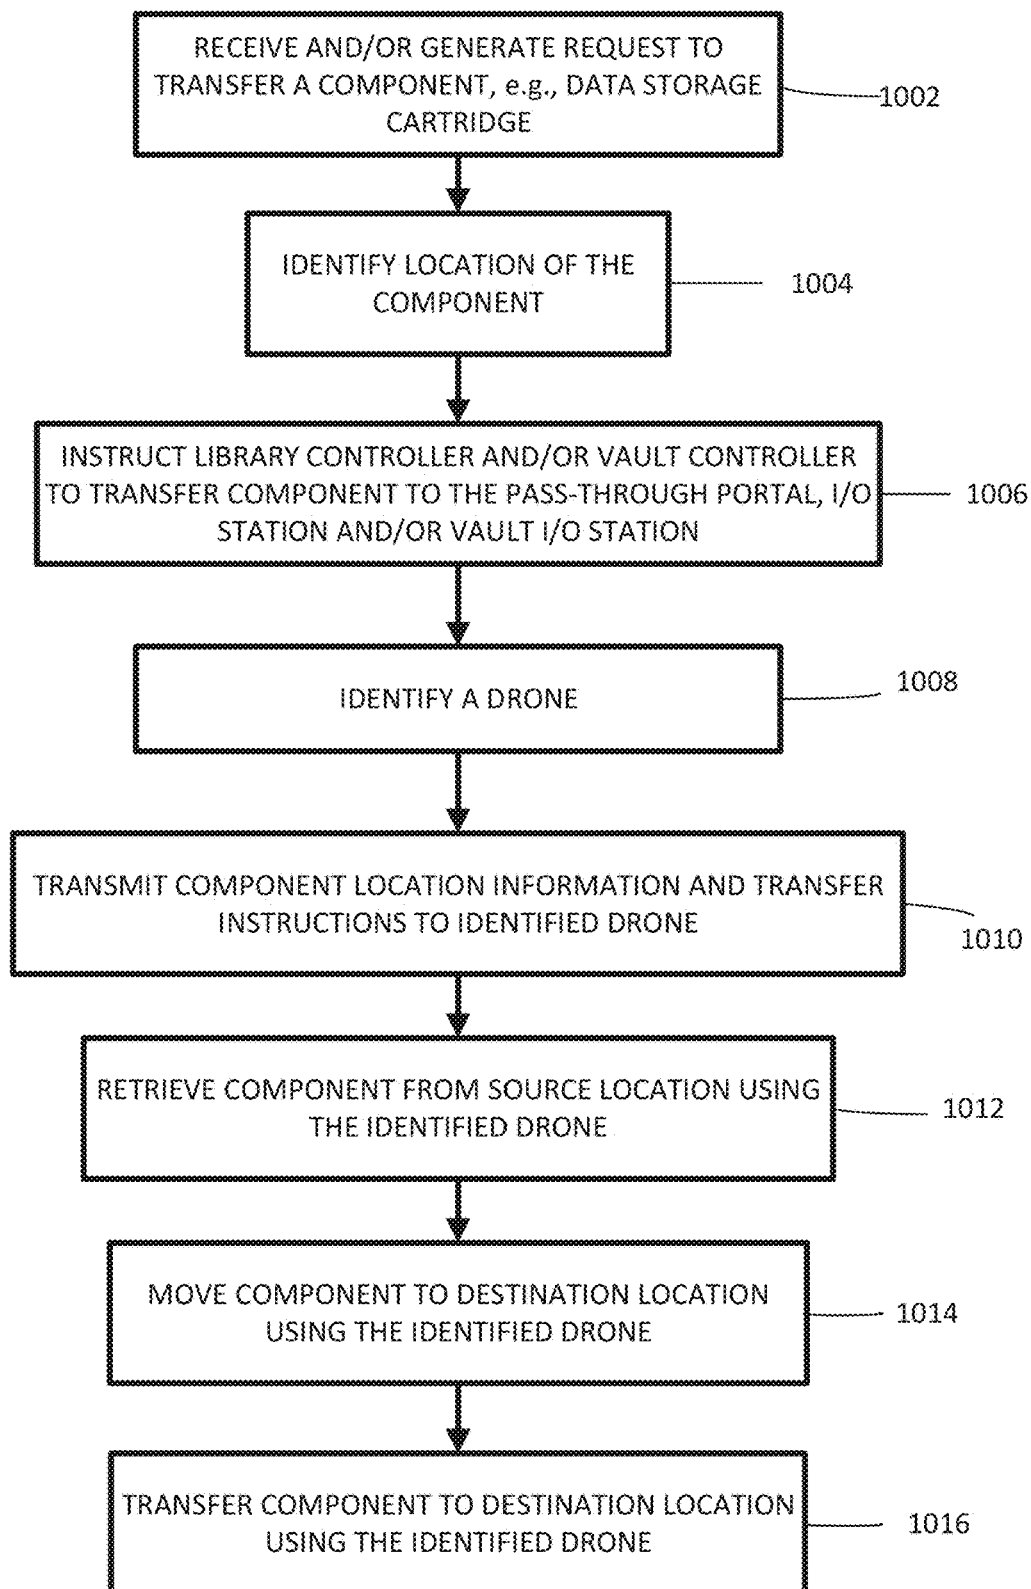 RECEIVE AND/OR GENERATE REQUEST TO
TRANSFER A COMPONENT, e.g., DATA STORAGE
CARTRIDGE
1002
IDENTIFY LOCATION OF THE
COMPONENT
1004
INSTRUCT LIBRARY CONTROLLER AND/OR VAULT CONTROLLER
TO TRANSFER COMPONENT TO THE PASS-THROUGH PORTAL, I/O
STATION AND/OR VAULT I/O STATION
1006
IDENTIFY A DRONE
1008
TRANSMIT COMPONENT LOCATION INFORMATION AND TRANSFER
INSTRUCTIONS TO IDENTIFIED DRONE
1010
RETRIEVE COMPONENT FROM SOURCE LOCATION USING
THE IDENTIFIED DRONE
1012
MOVE COMPONENT TO DESTINATION LOCATION
USING THE IDENTIFIED DRONE
1014
TRANSFER COMPONENT TO DESTINATION LOCATION
USING THE IDENTIFIED DRONE
1016